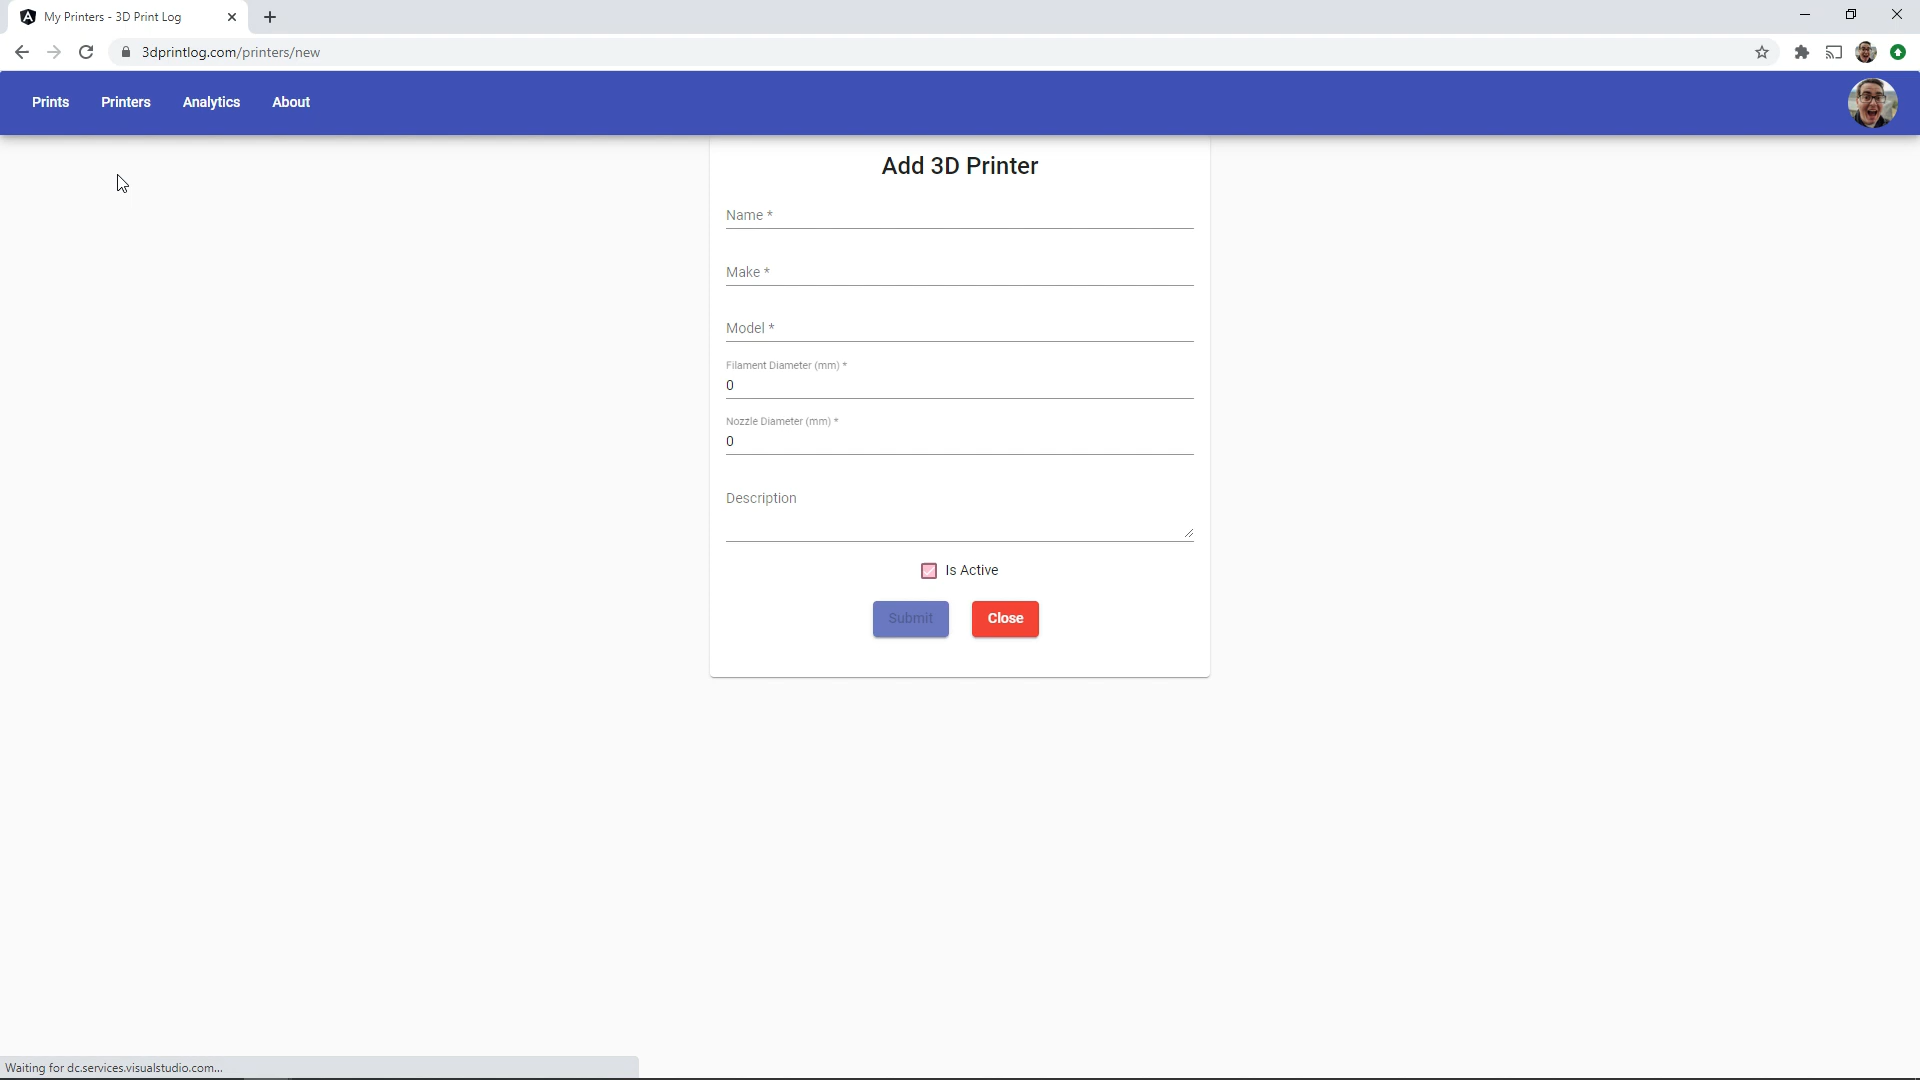 My Printers - 3D Print Log
3dprintlog.com/printers/new
Prints Printers Analytics About
Add 3D Printer
Name *
Make *
Model *
Filament Diameter (mm) *
0
Nozzle Diameter (mm) *
0
Description
Is Active
Submit Close
Waiting for dc.services.visualstudio.com...